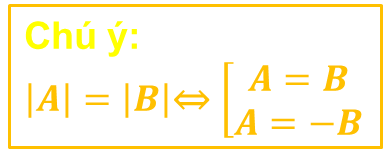 Chú ý:
|A| = |B| ⇔ [ A = B
A = −B